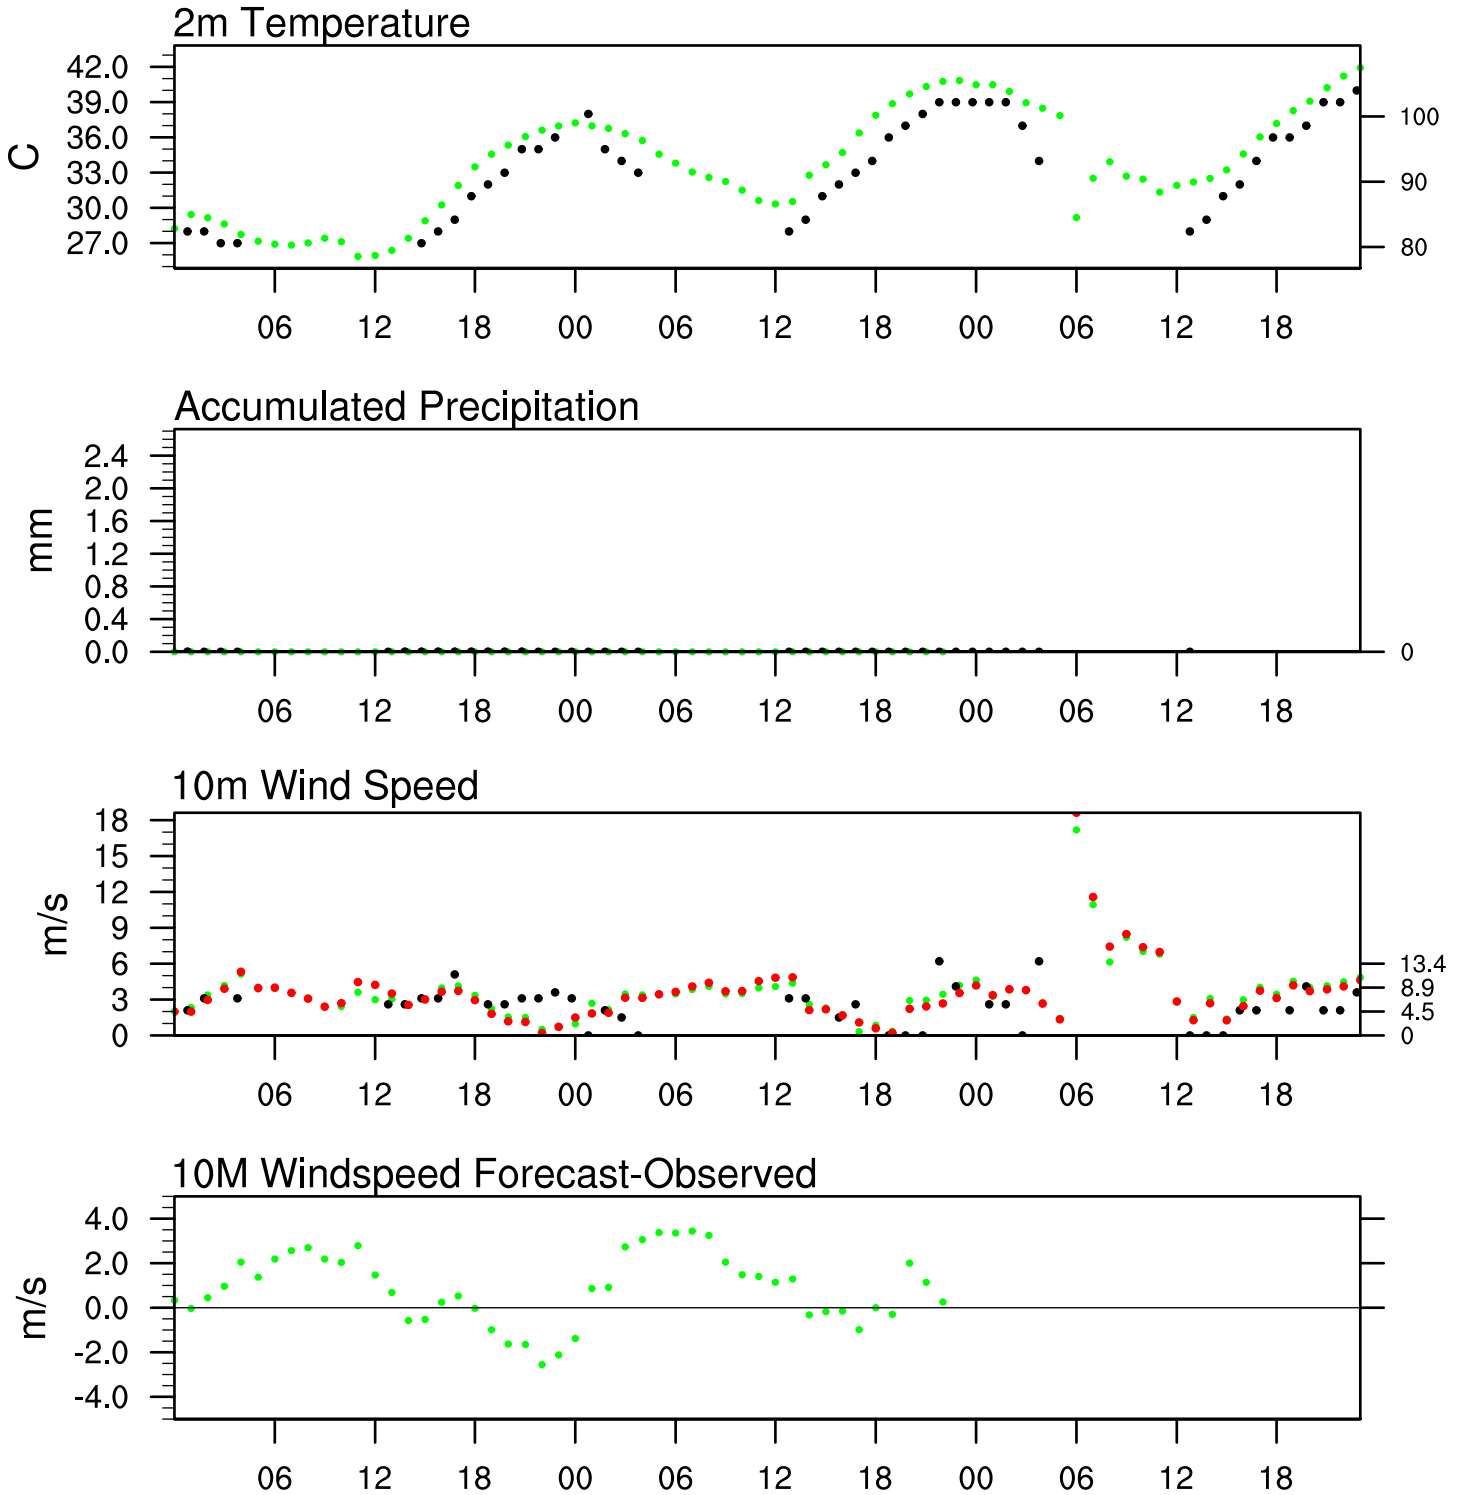 2m Temperature
42.0
39.0
36.0
33.0
30.0
27.0
C
100
90
80
06 12 18 00 06 12 18 00 06 12 18
Accumulated Precipitation
2.4
2.0
1.6
1.2
0.8
0.4
0.0
mm
0
06 12 18 00 06 12 18 00 06 12 18
10m Wind Speed
18
15
12
9
6
3
0
m/s
13.4
8.9
4.5
0
06 12 18 00 06 12 18 00 06 12 18
10M Windspeed Forecast-Observed
4.0
2.0
0.0
-2.0
-4.0
m/s
06 12 18 00 06 12 18 00 06 12 18